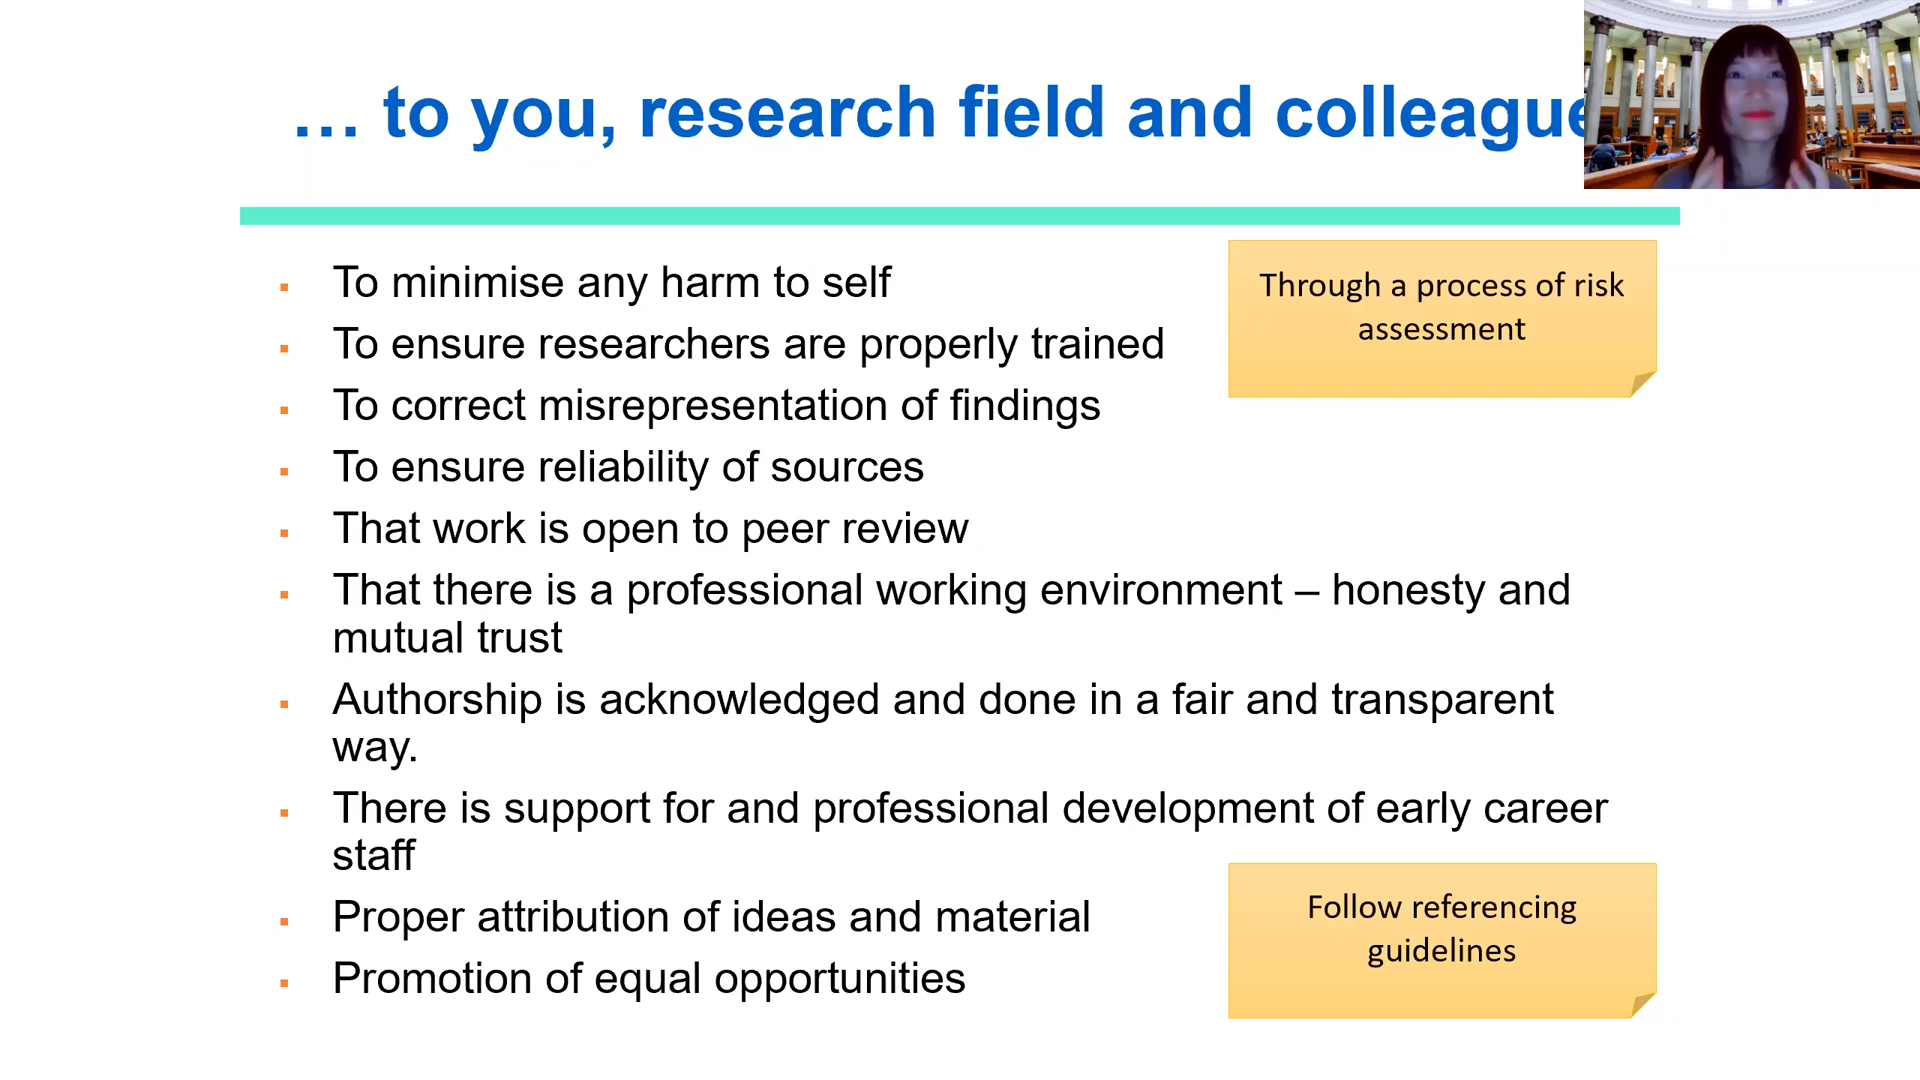 ... to you, research field and colleague
To minimise any harm to self
Through a process of risk
assessment
To ensure researchers are properly trained
To correct misrepresentation of findings
To ensure reliability of sources
That work is open to peer review
That there is a professional working environment – honesty and
mutual trust
Authorship is acknowledged and done in a fair and transparent
way.
There is support for and professional development of early career
staff
Proper attribution of ideas and material
Follow referencing
guidelines
Promotion of equal opportunities